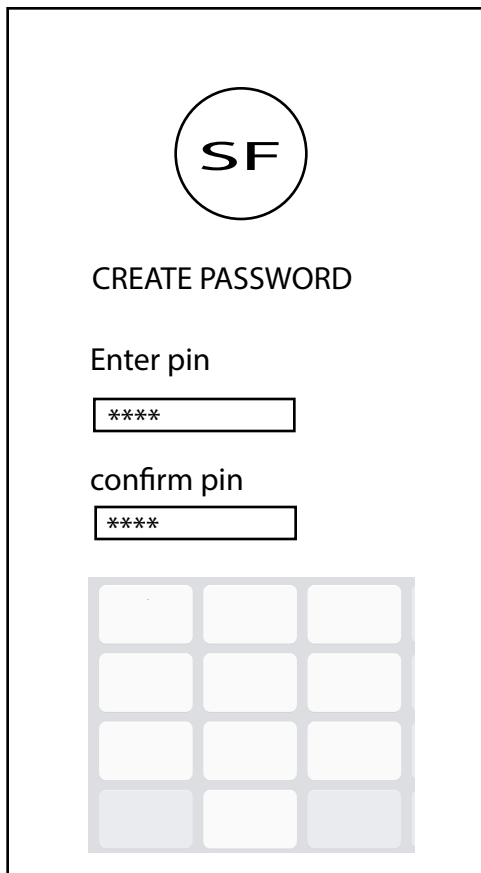 SF
CREATE PASSWORD
Enter pin
****
confirm pin
****